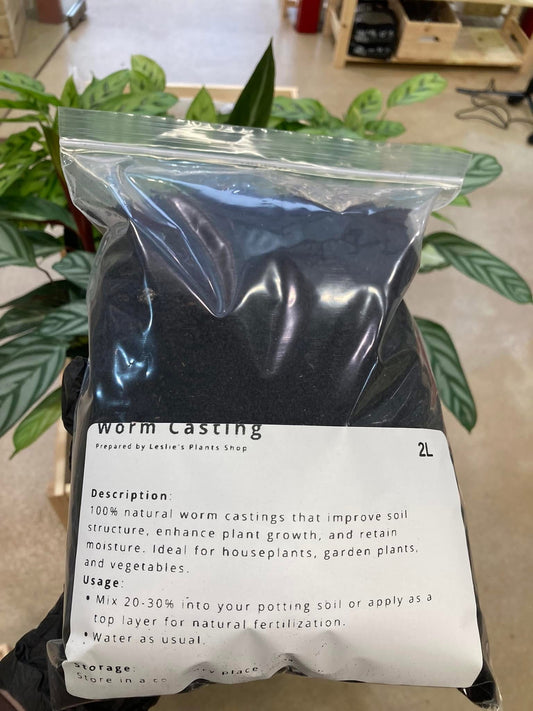 Worm Casting
Prepared by Leslie's Plants Shop
2L
Description:
100% natural worm castings that improve soil
structure, enhance plant growth, and retain
moisture. Ideal for houseplants, garden plants,
and vegetables.
Usage:
• Mix 20-30% into your potting soil or apply as a
top layer for natural fertilization.
• Water as usual.
Storage:
Store in a place